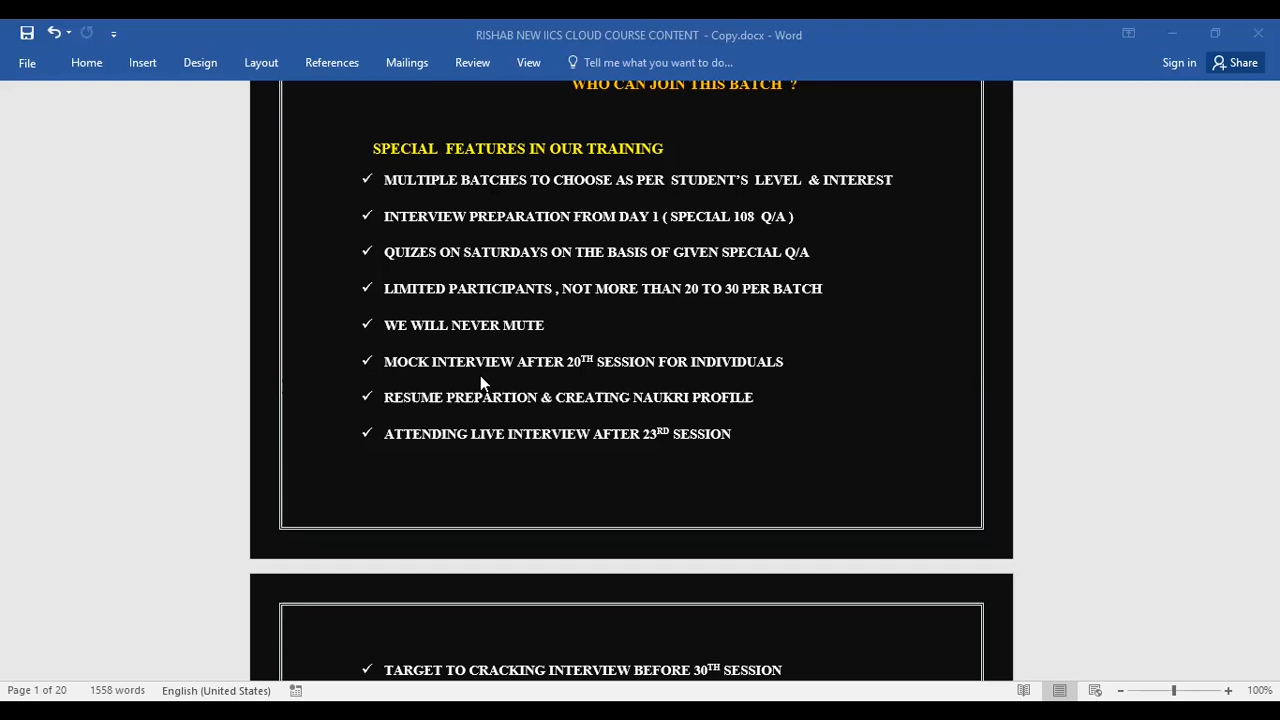 RISHAB NEW IICS CLOUD COURSE CONTENT - Copy.docx - Word
File Home Insert Design Layout References Mailings Review View Tell me what you want to do... Sign in Share
WHO CAN JOIN THIS BATCH ?
SPECIAL FEATURES IN OUR TRAINING
✓ MULTIPLE BATCHES TO CHOOSE AS PER STUDENT'S LEVEL & INTEREST
✓ INTERVIEW PREPARATION FROM DAY 1 ( SPECIAL 108 Q/A )
✓ QUIZES ON SATURDAYS ON THE BASIS OF GIVEN SPECIAL Q/A
✓ LIMITED PARTICIPANTS , NOT MORE THAN 20 TO 30 PER BATCH
✓ WE WILL NEVER MUTE
✓ MOCK INTERVIEW AFTER 20TH SESSION FOR INDIVIDUALS
✓ RESUME PREPARTION & CREATING NAUKRI PROFILE
✓ ATTENDING LIVE INTERVIEW AFTER 23RD SESSION
✓ TARGET TO CRACKING INTERVIEW BEFORE 30TH SESSION
Page 1 of 20 1558 words English (United States) 100%